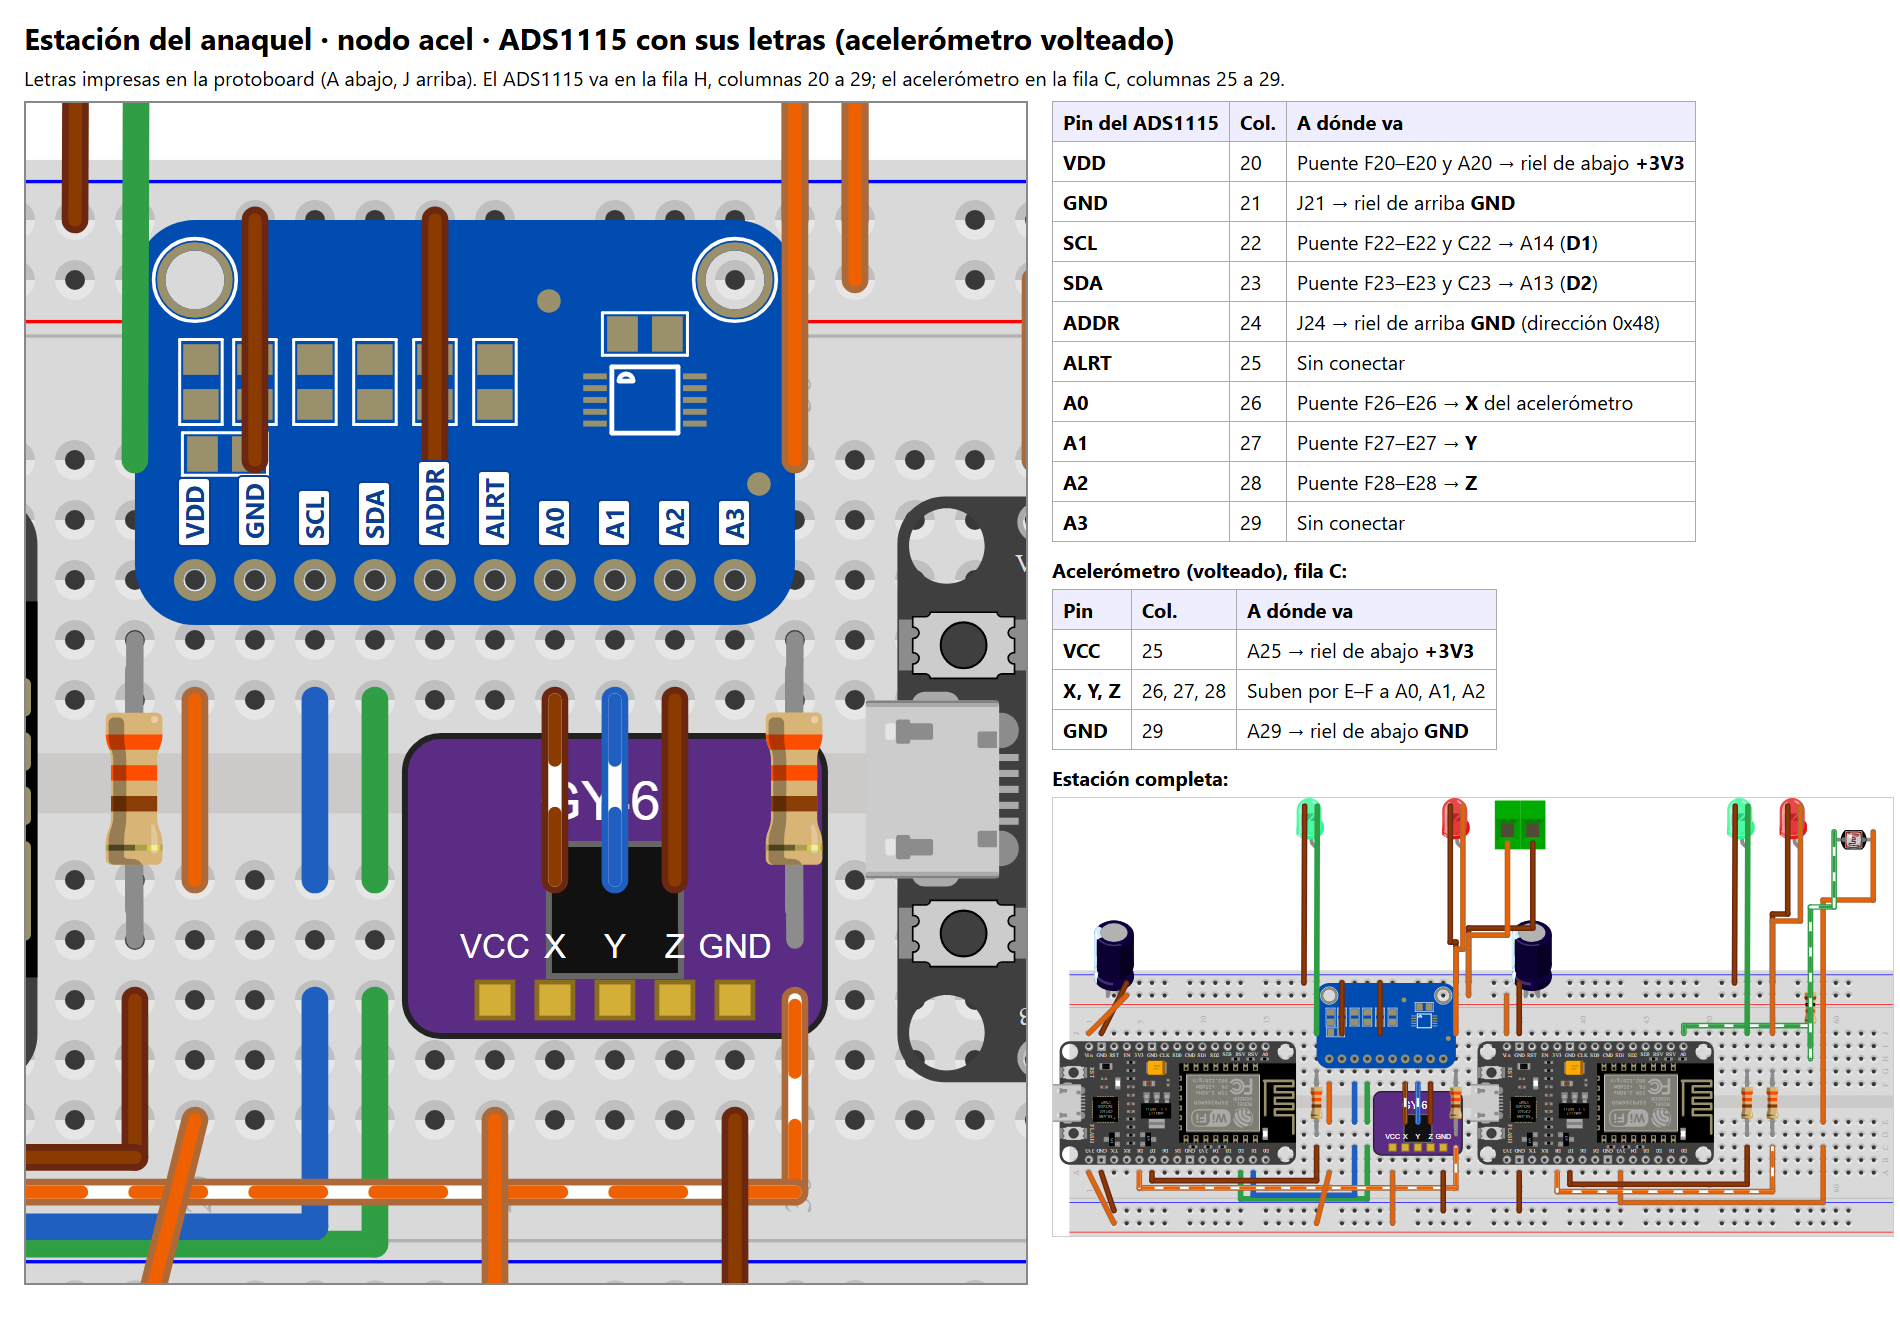 Estación del anaquel · nodo acel · ADS1115 con sus letras (acelerómetro volteado)
Letras impresas en la protoboard (A abajo, J arriba). El ADS1115 va en la fila H, columnas 20 a 29; el acelerómetro en la fila C, columnas 25 a 29.
VDD GND SCL SDA ADDR ALRT A0 A1 A2 A3
VCC X Y Z GND
Pin del ADS1115 Col. A dónde va
VDD 20 Puente F20–E20 y A20 → riel de abajo +3V3
GND 21 J21 → riel de arriba GND
SCL 22 Puente F22–E22 y C22 → A14 (D1)
SDA 23 Puente F23–E23 y C23 → A13 (D2)
ADDR 24 J24 → riel de arriba GND (dirección 0x48)
ALRT 25 Sin conectar
A0 26 Puente F26–E26 → X del acelerómetro
A1 27 Puente F27–E27 → Y
A2 28 Puente F28–E28 → Z
A3 29 Sin conectar
Acelerómetro (volteado), fila C:
Pin Col. A dónde va
VCC 25 A25 → riel de abajo +3V3
X, Y, Z 26, 27, 28 Suben por E–F a A0, A1, A2
GND 29 A29 → riel de abajo GND
Estación completa:
VCC X Y Z GND
WiFi
WiFi